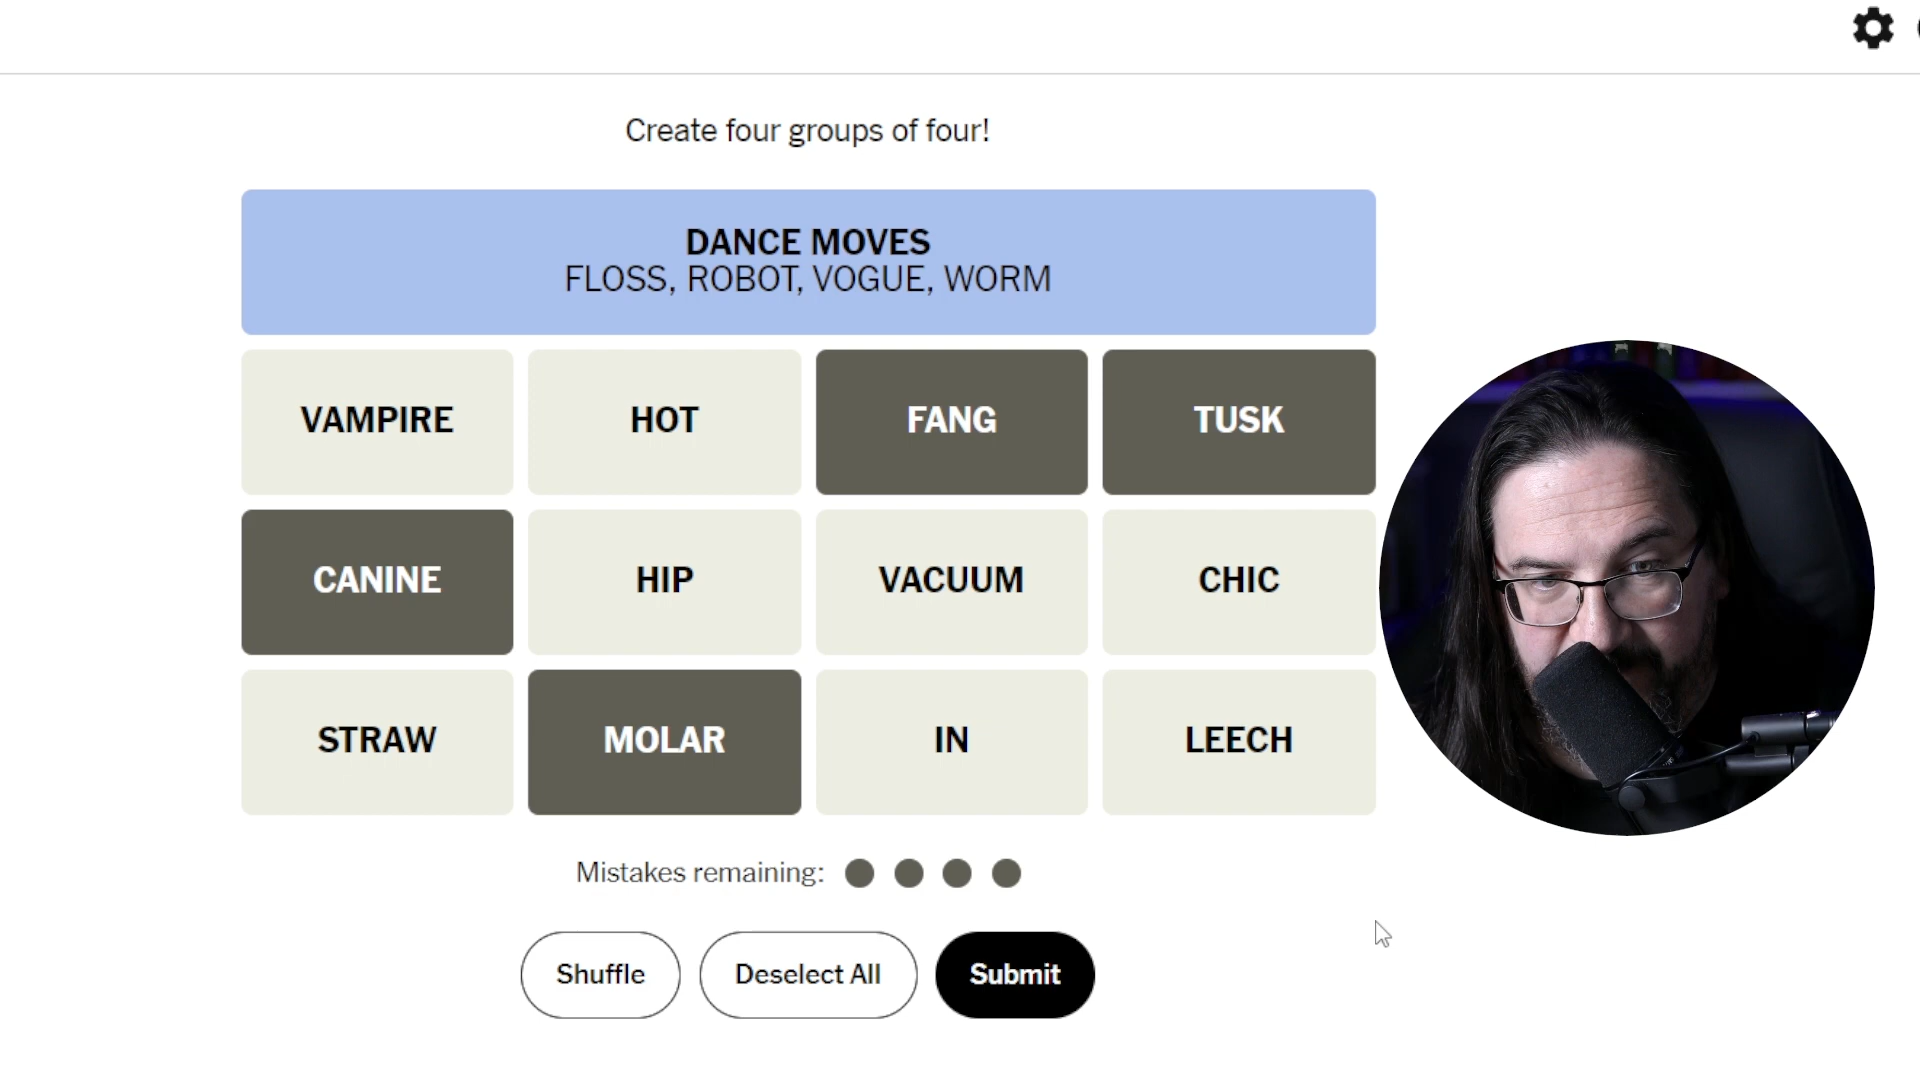 Create four groups of four!
DANCE MOVES
FLOSS, ROBOT, VOGUE, WORM
VAMPIRE HOT FANG TUSK
CANINE HIP VACUUM CHIC
STRAW MOLAR IN LEECH
Mistakes remaining:
Shuffle Deselect All Submit